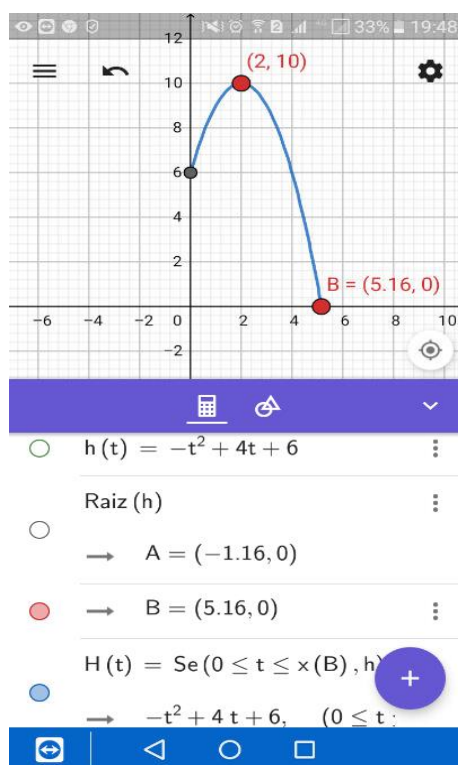 33% 19:48
12
(2, 10)
10
8
6
4
2
B = (5.16, 0)
−6 −4 −2 0 2 4 6 8 10
−2
h (t) = −t² + 4t + 6
Raiz (h)
→ A = (−1.16, 0)
→ B = (5.16, 0)
H (t) = Se (0 ≤ t ≤ x (B) , h)
→ −t² + 4 t + 6, (0 ≤ t